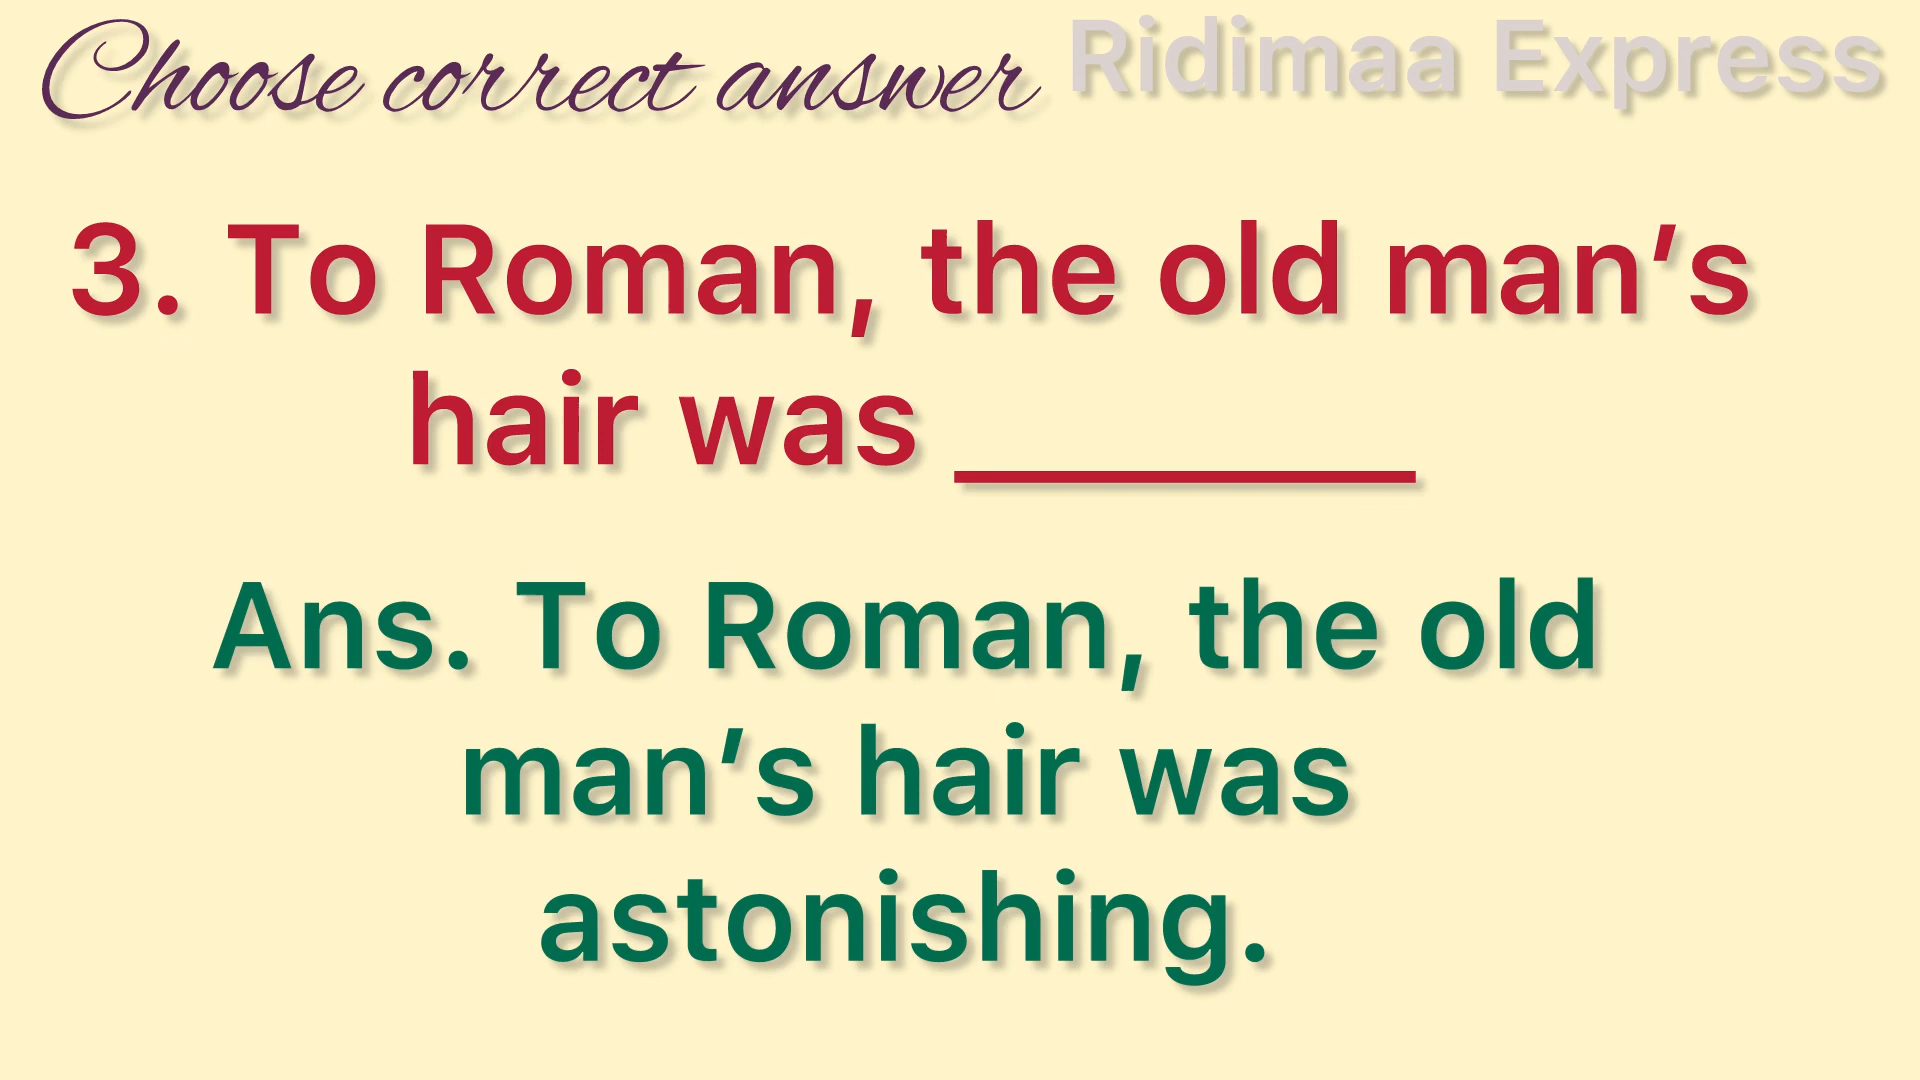 Choose correct answer Ridimaa Express
3. To Roman, the old man’s
hair was ________
Ans. To Roman, the old
man’s hair was
astonishing.